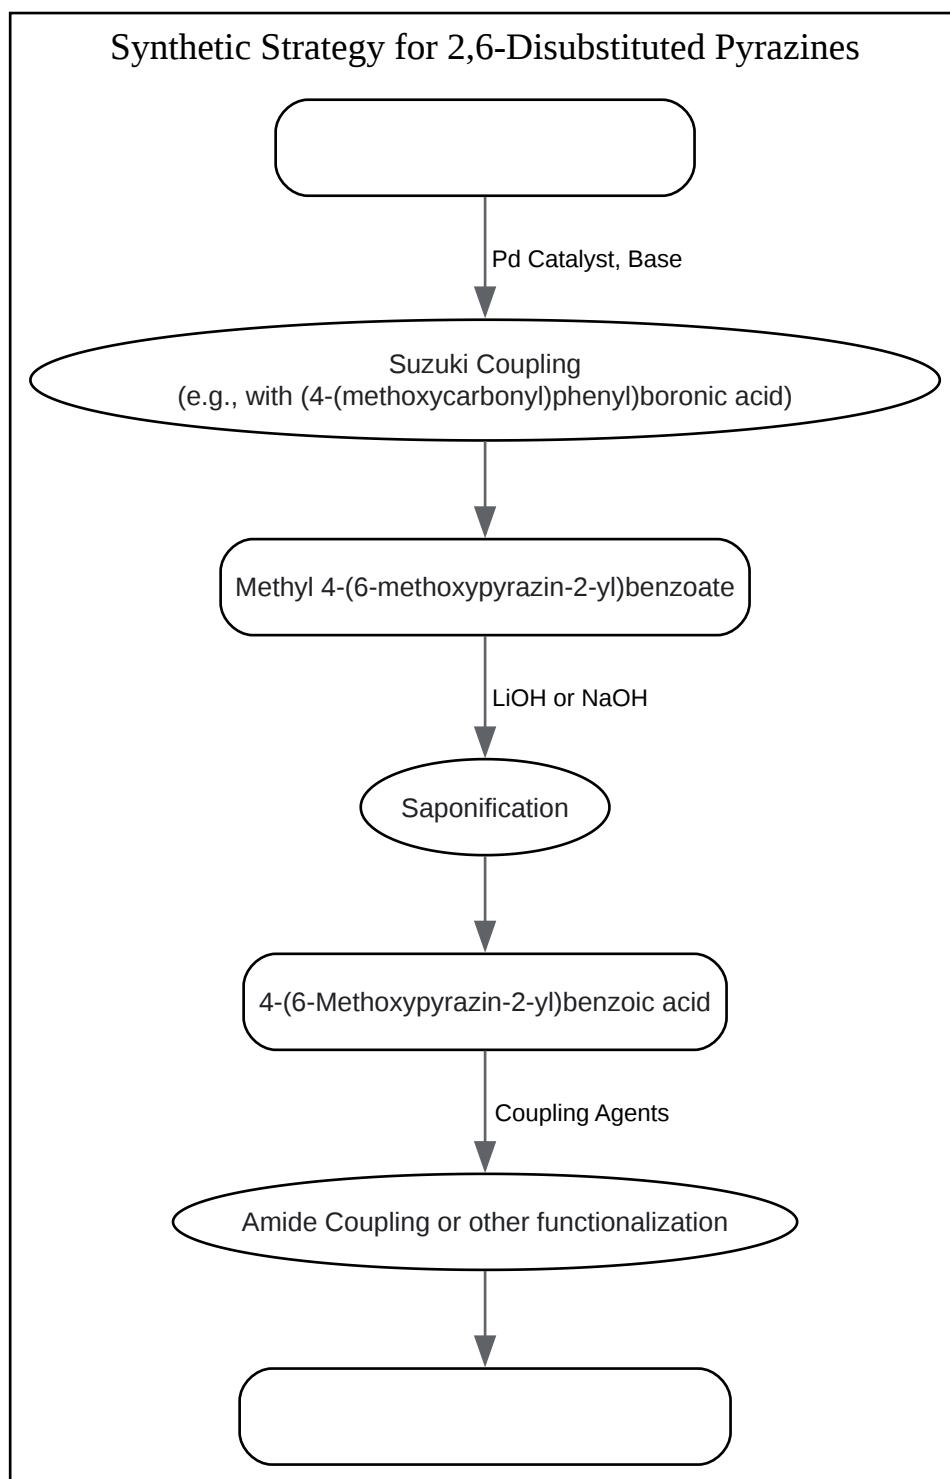 Synthetic Strategy for 2,6-Disubstituted Pyrazines
Pd Catalyst, Base
Suzuki Coupling
(e.g., with (4-(methoxycarbonyl)phenyl)boronic acid)
Methyl 4-(6-methoxypyrazin-2-yl)benzoate
LiOH or NaOH
Saponification
4-(6-Methoxypyrazin-2-yl)benzoic acid
Coupling Agents
Amide Coupling or other functionalization